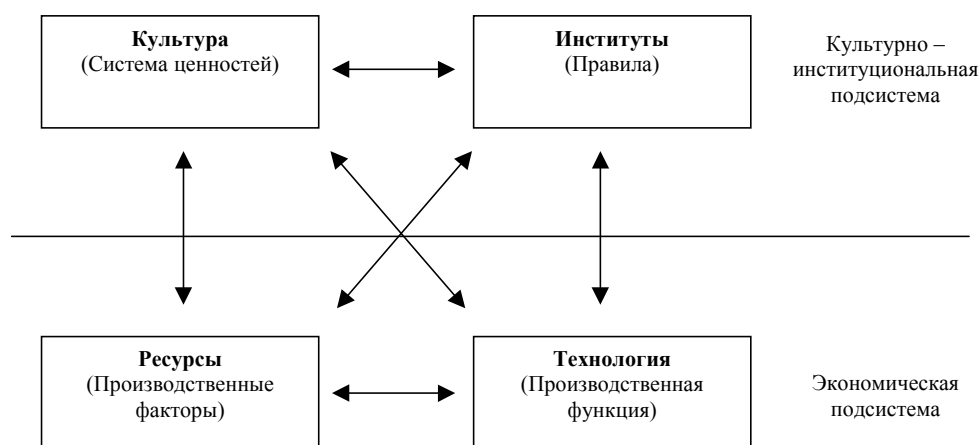 Культура
(Система ценностей)
Институты
(Правила)
Культурно –
институциональная
подсистема
Ресурсы
(Производственные
факторы)
Технология
(Производственная
функция)
Экономическая
подсистема